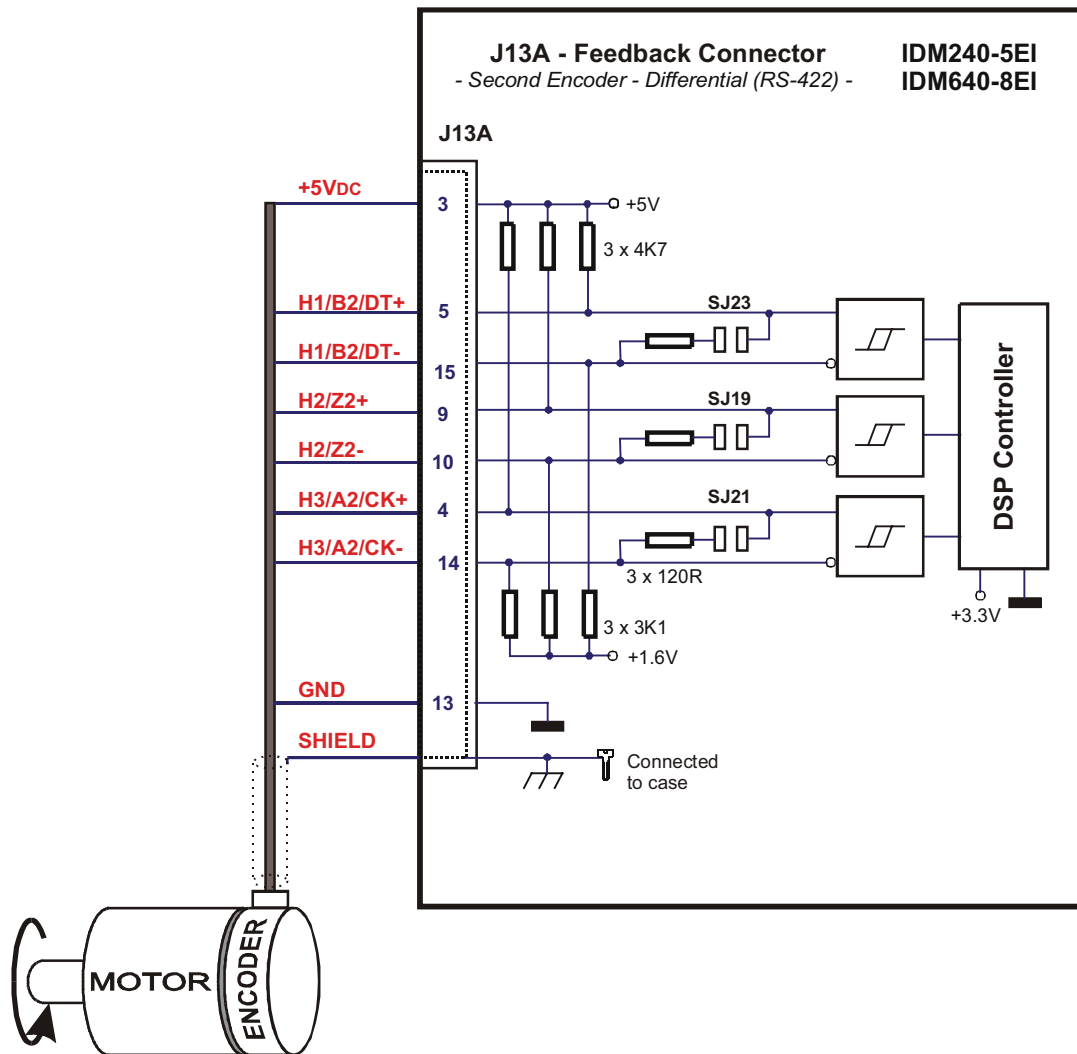 J13A - Feedback Connector
IDM240-5EI
- Second Encoder - Differential (RS-422) -
IDM640-8EI
J13A
+5VDC
3
+5V
3 x 4K7
H1/B2/DT+
5
SJ23
H1/B2/DT-
15
H2/Z2+
9
SJ19
H2/Z2-
10
H3/A2/CK+
4
SJ21
H3/A2/CK-
14
3 x 120R
DSP Controller
+3.3V
3 x 3K1
+1.6V
GND
13
SHIELD
Connected
to case
MOTOR
ENCODER